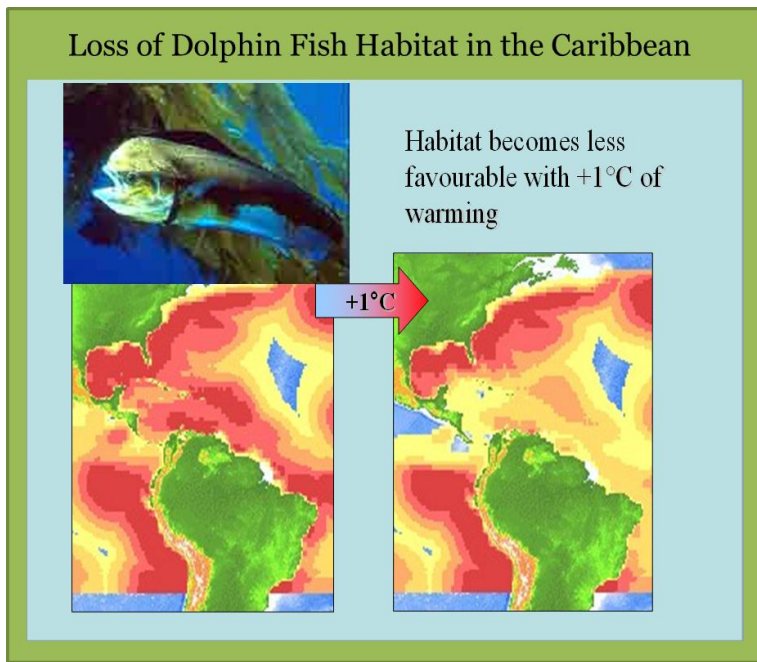 Loss of Dolphin Fish Habitat in the Caribbean
Habitat becomes less
favourable with +1°C of
warming
+1°C